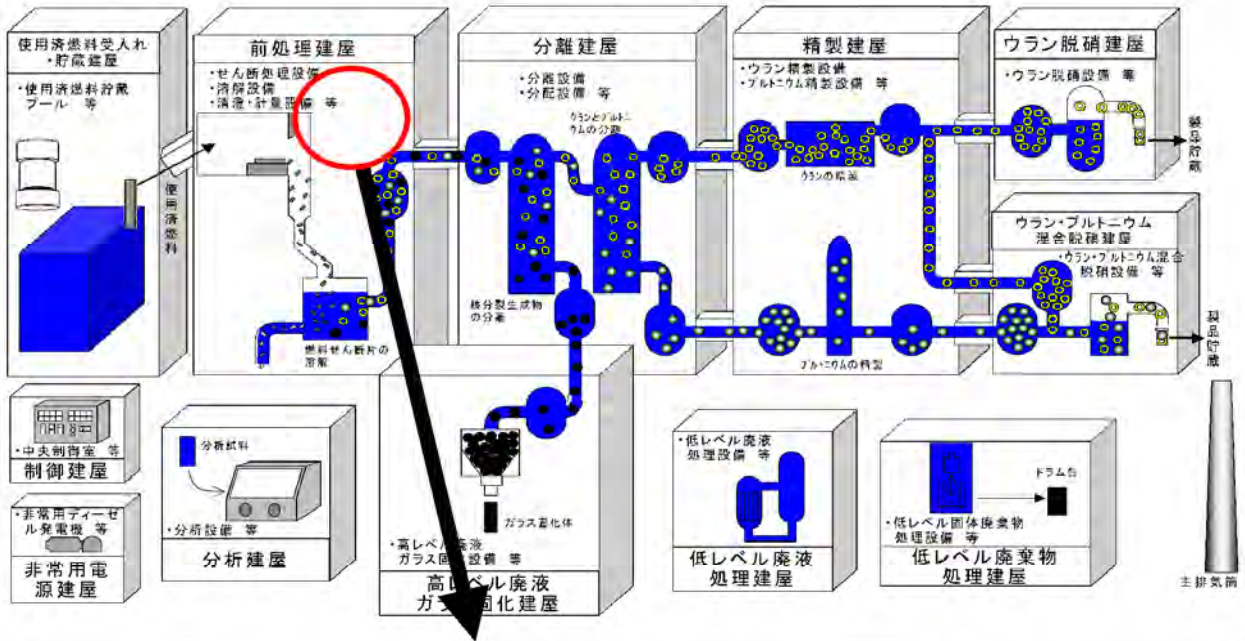 使用済燃料受入れ
・貯蔵建屋
・使用済燃料貯蔵
プール 等
使用済燃料
前処理建屋
・せん断処理設備
・溶解設備
・清澄・計量設備 等
燃料せん断片の
溶解
分離建屋
・分離設備
・分配設備 等
ウランとプルトニ
ウムの分離
核分裂生成物
の分離
精製建屋
・ウラン精製設備
・プルトニウム精製設備 等
ウランの精製
プルトニウムの精製
ウラン脱硝建屋
・ウラン脱硝設備 等
製品貯蔵
ウラン・プルトニウム
混合脱硝建屋
・ウラン・プルトニウム混合
脱硝設備 等
製品貯蔵
・中央制御室 等
制御建屋
・非常用ディーゼ
ル発電機 等
非常用電
源建屋
分析試料
・分析設備 等
分析建屋
ガラス固化体
・高レベル廃液
ガラス固化設備 等
高レベル廃液
ガラス固化建屋
・低レベル廃液
処理設備 等
低レベル廃液
処理建屋
ドラム缶
・低レベル固体廃棄物
処理設備 等
低レベル廃棄物
処理建屋
主排気筒